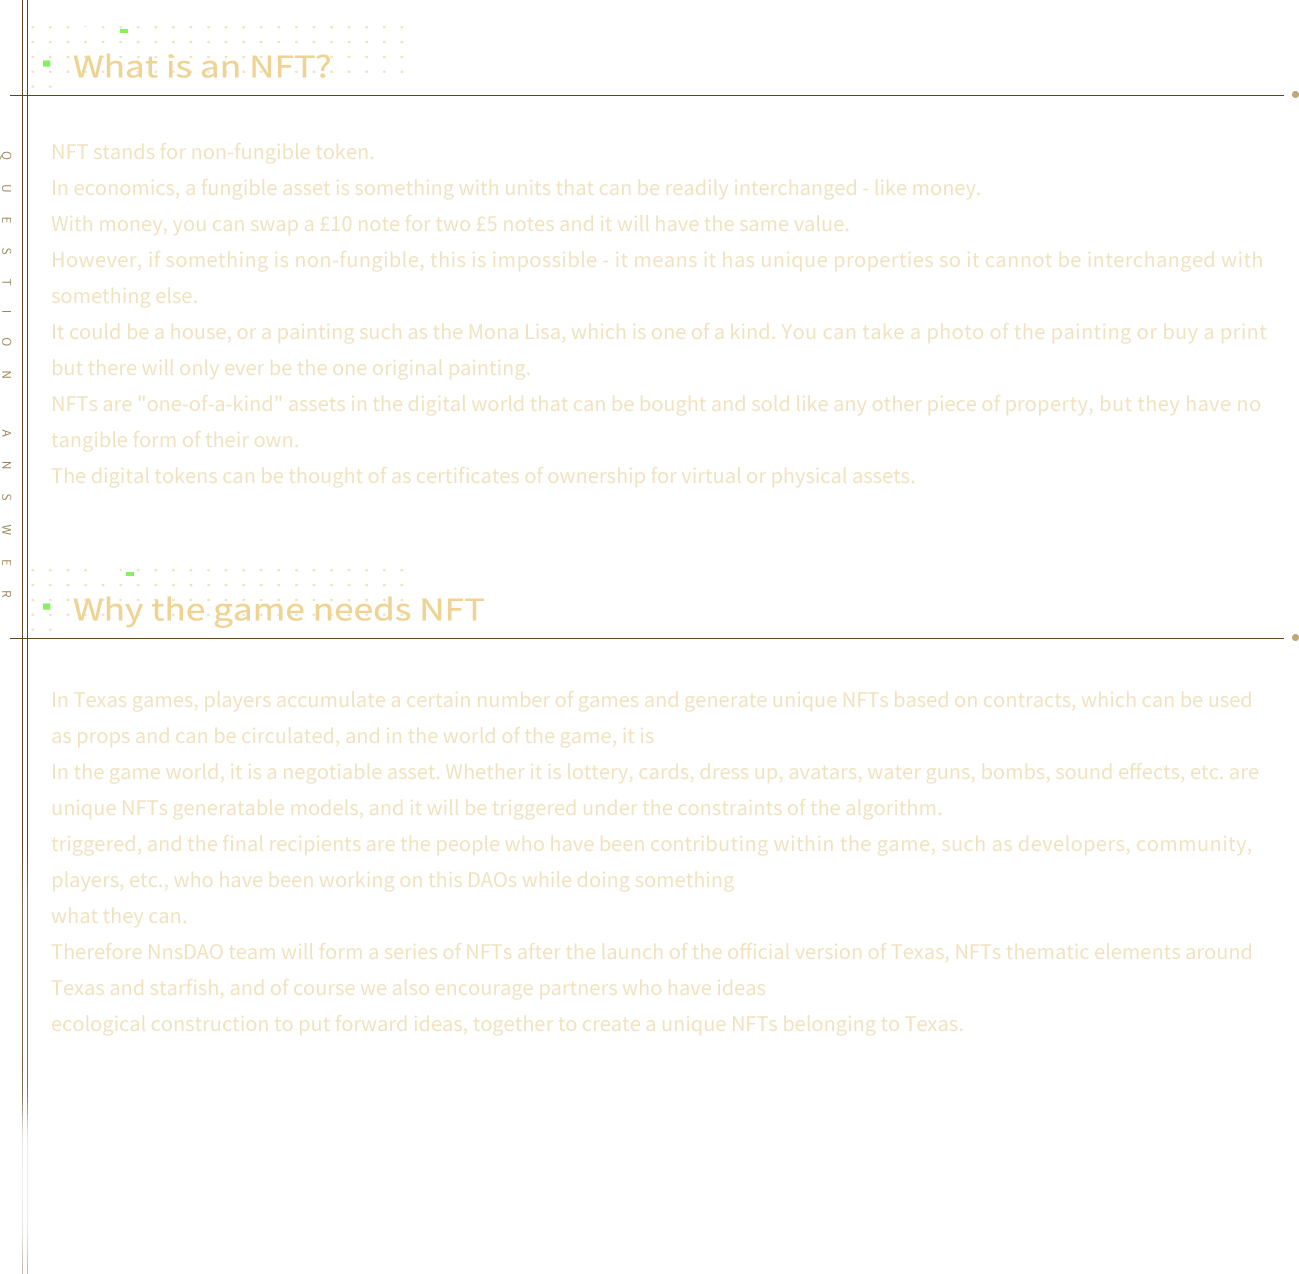 What is an NFT?
NFT stands for non-fungible token.
In economics, a fungible asset is something with units that can be readily interchanged - like money.
With money, you can swap a £10 note for two £5 notes and it will have the same value.
However, if something is non-fungible, this is impossible - it means it has unique properties so it cannot be interchanged with
something else.
It could be a house, or a painting such as the Mona Lisa, which is one of a kind. You can take a photo of the painting or buy a print
but there will only ever be the one original painting.
NFTs are "one-of-a-kind" assets in the digital world that can be bought and sold like any other piece of property, but they have no
tangible form of their own.
The digital tokens can be thought of as certificates of ownership for virtual or physical assets.
QUESTION ANSWER
Why the game needs NFT
In Texas games, players accumulate a certain number of games and generate unique NFTs based on contracts, which can be used
as props and can be circulated, and in the world of the game, it is
In the game world, it is a negotiable asset. Whether it is lottery, cards, dress up, avatars, water guns, bombs, sound effects, etc. are
unique NFTs generatable models, and it will be triggered under the constraints of the algorithm.
triggered, and the final recipients are the people who have been contributing within the game, such as developers, community,
players, etc., who have been working on this DAOs while doing something
what they can.
Therefore NnsDAO team will form a series of NFTs after the launch of the official version of Texas, NFTs thematic elements around
Texas and starfish, and of course we also encourage partners who have ideas
ecological construction to put forward ideas, together to create a unique NFTs belonging to Texas.